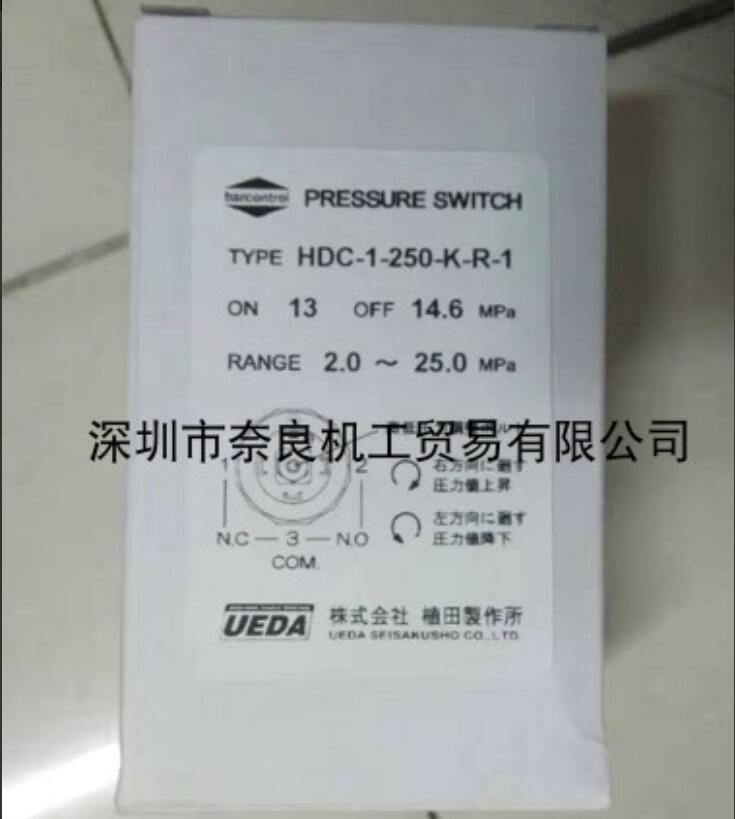 barcontrol PRESSURE SWITCH
TYPE HDC-1-250-K-R-1
ON 13 OFF 14.6 MPa
RANGE 2.0 ~ 25.0 MPa
深圳市奈良机工贸易有限公司
1 2
右方向に廻す
圧力値上昇
左方向に廻す
圧力値降下
N.C — 3 — N.O
COM.
UEDA 株式会社 植田製作所
UEDA SEISAKUSHO CO.,LTD.